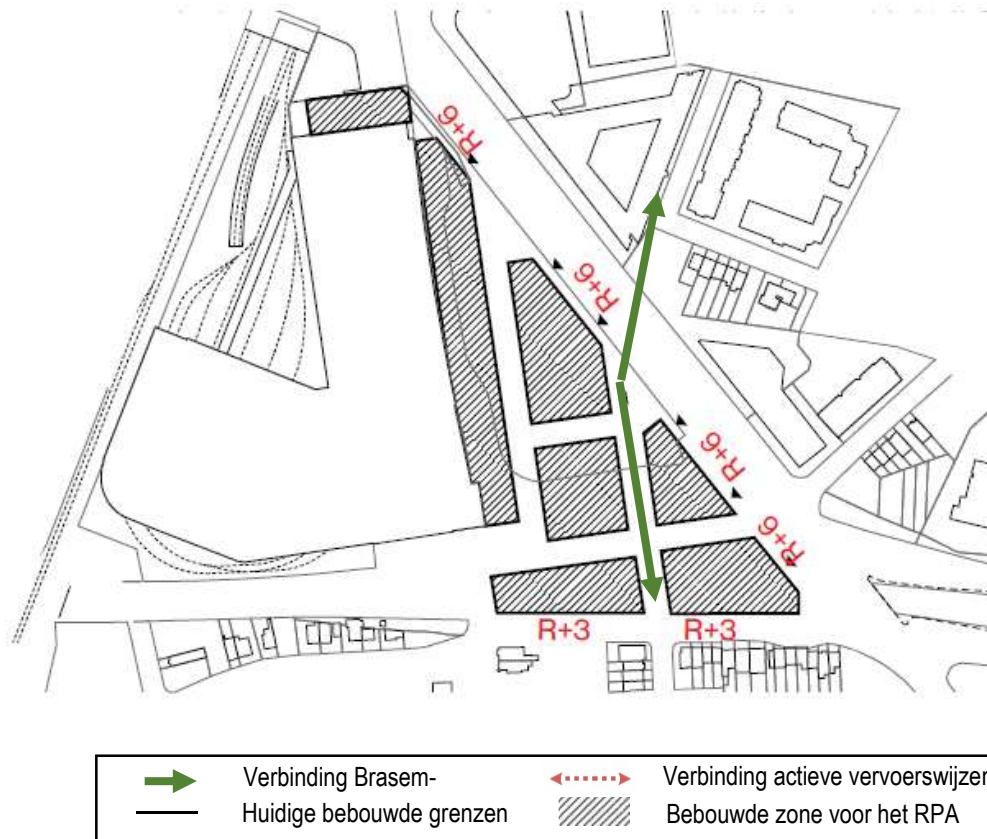 R+6
R+6
R+6
R+6
R+3 R+3
Verbinding Brasem- Verbinding actieve vervoerswijzen
Huidige bebouwde grenzen Bebouwde zone voor het RPA